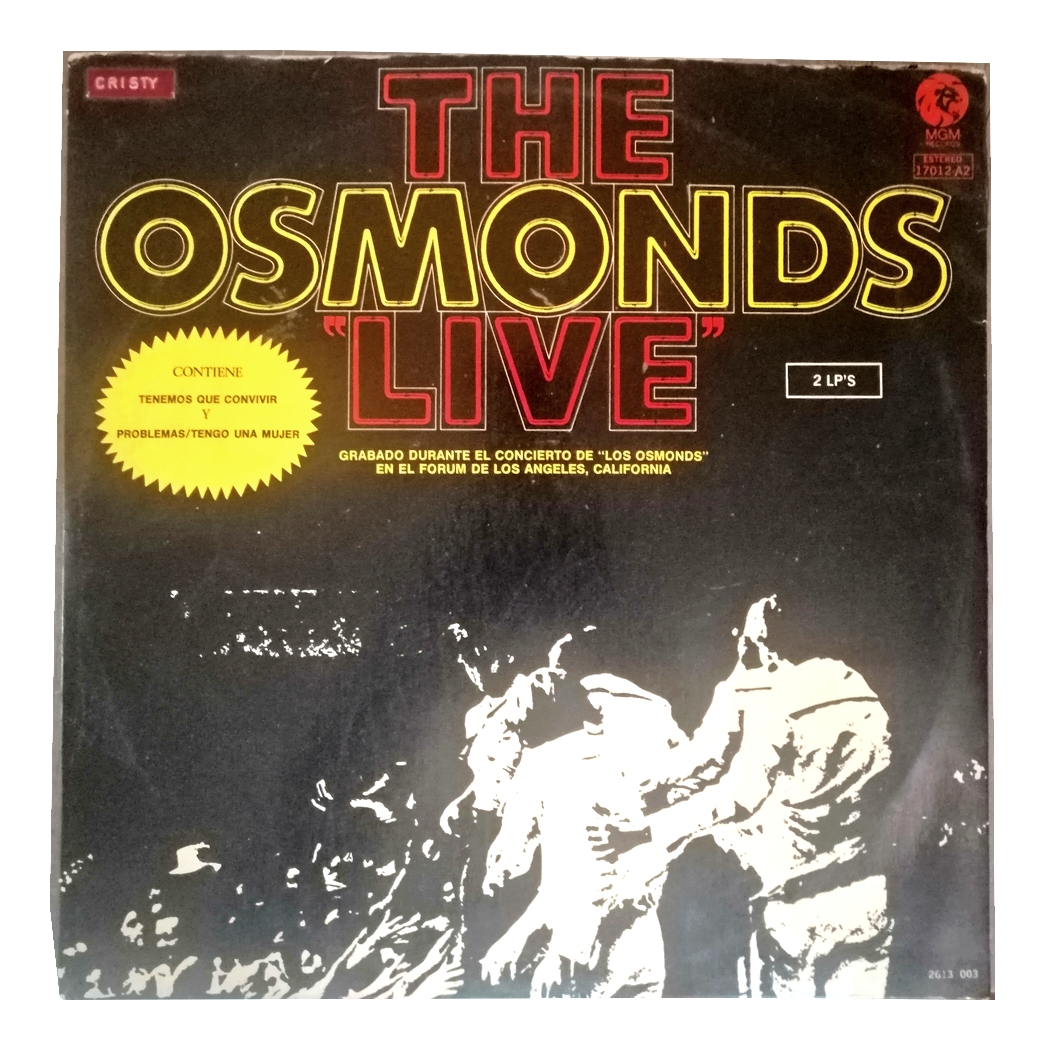 CRISTY
THE
OSMONDS
"LIVE"
MGM
RECORDS
ESTEREO
17012-A2
CONTIENE
TENEMOS QUE CONVIVIR
Y
PROBLEMAS/TENGO UNA MUJER
2 LP'S
GRABADO DURANTE EL CONCIERTO DE "LOS OSMONDS"
EN EL FORUM DE LOS ANGELES, CALIFORNIA
2613 003